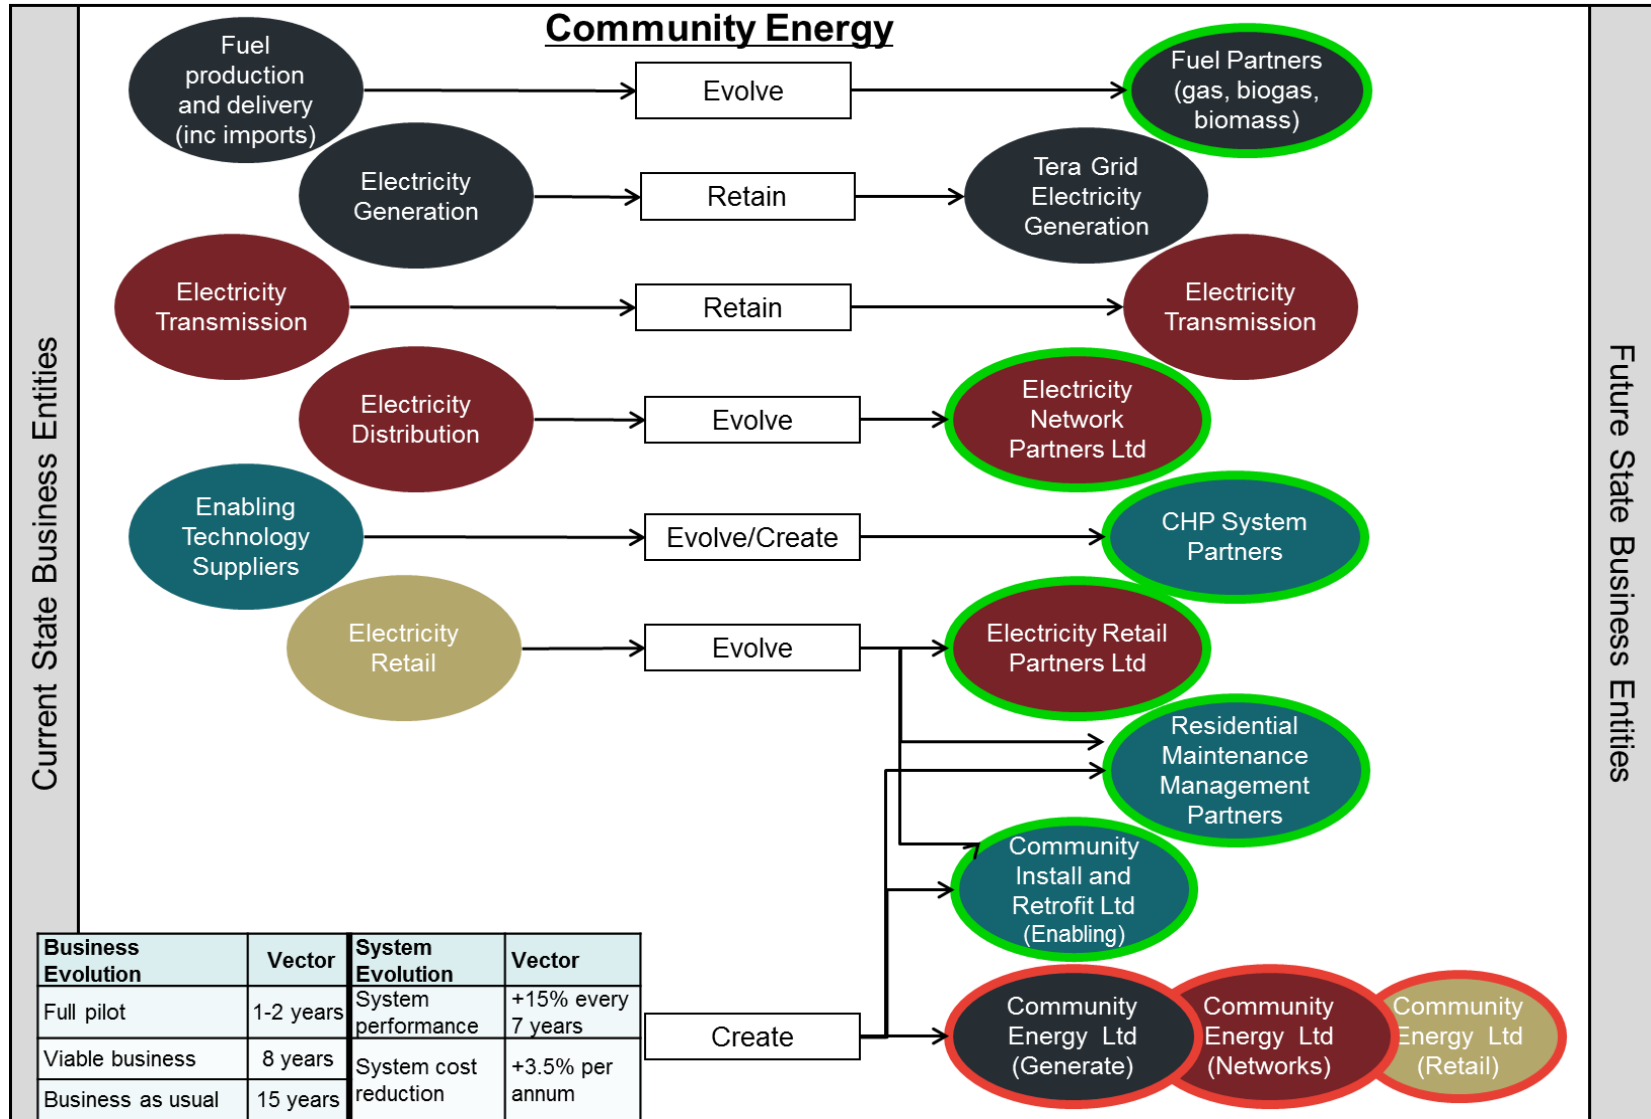 Community Energy
Current State Business Entities
Future State Business Entities
Fuel
production
and delivery
(inc imports)
Evolve
Fuel Partners
(gas, biogas,
biomass)
Electricity
Generation
Retain
Tera Grid
Electricity
Generation
Electricity
Transmission
Retain
Electricity
Transmission
Electricity
Distribution
Evolve
Electricity
Network
Partners Ltd
Enabling
Technology
Suppliers
Evolve/Create
CHP System
Partners
Electricity
Retail
Evolve
Electricity Retail
Partners Ltd
Residential
Maintenance
Management
Partners
Community
Install and
Retrofit Ltd
(Enabling)
Create
Community
Energy Ltd
(Generate)
Community
Energy Ltd
(Networks)
Community
Energy Ltd
(Retail)
Business
Evolution
Vector
System
Evolution
Vector
Full pilot
1-2 years
System
performance
+15% every
7 years
Viable business
8 years
System cost
reduction
+3.5% per
annum
Business as usual
15 years